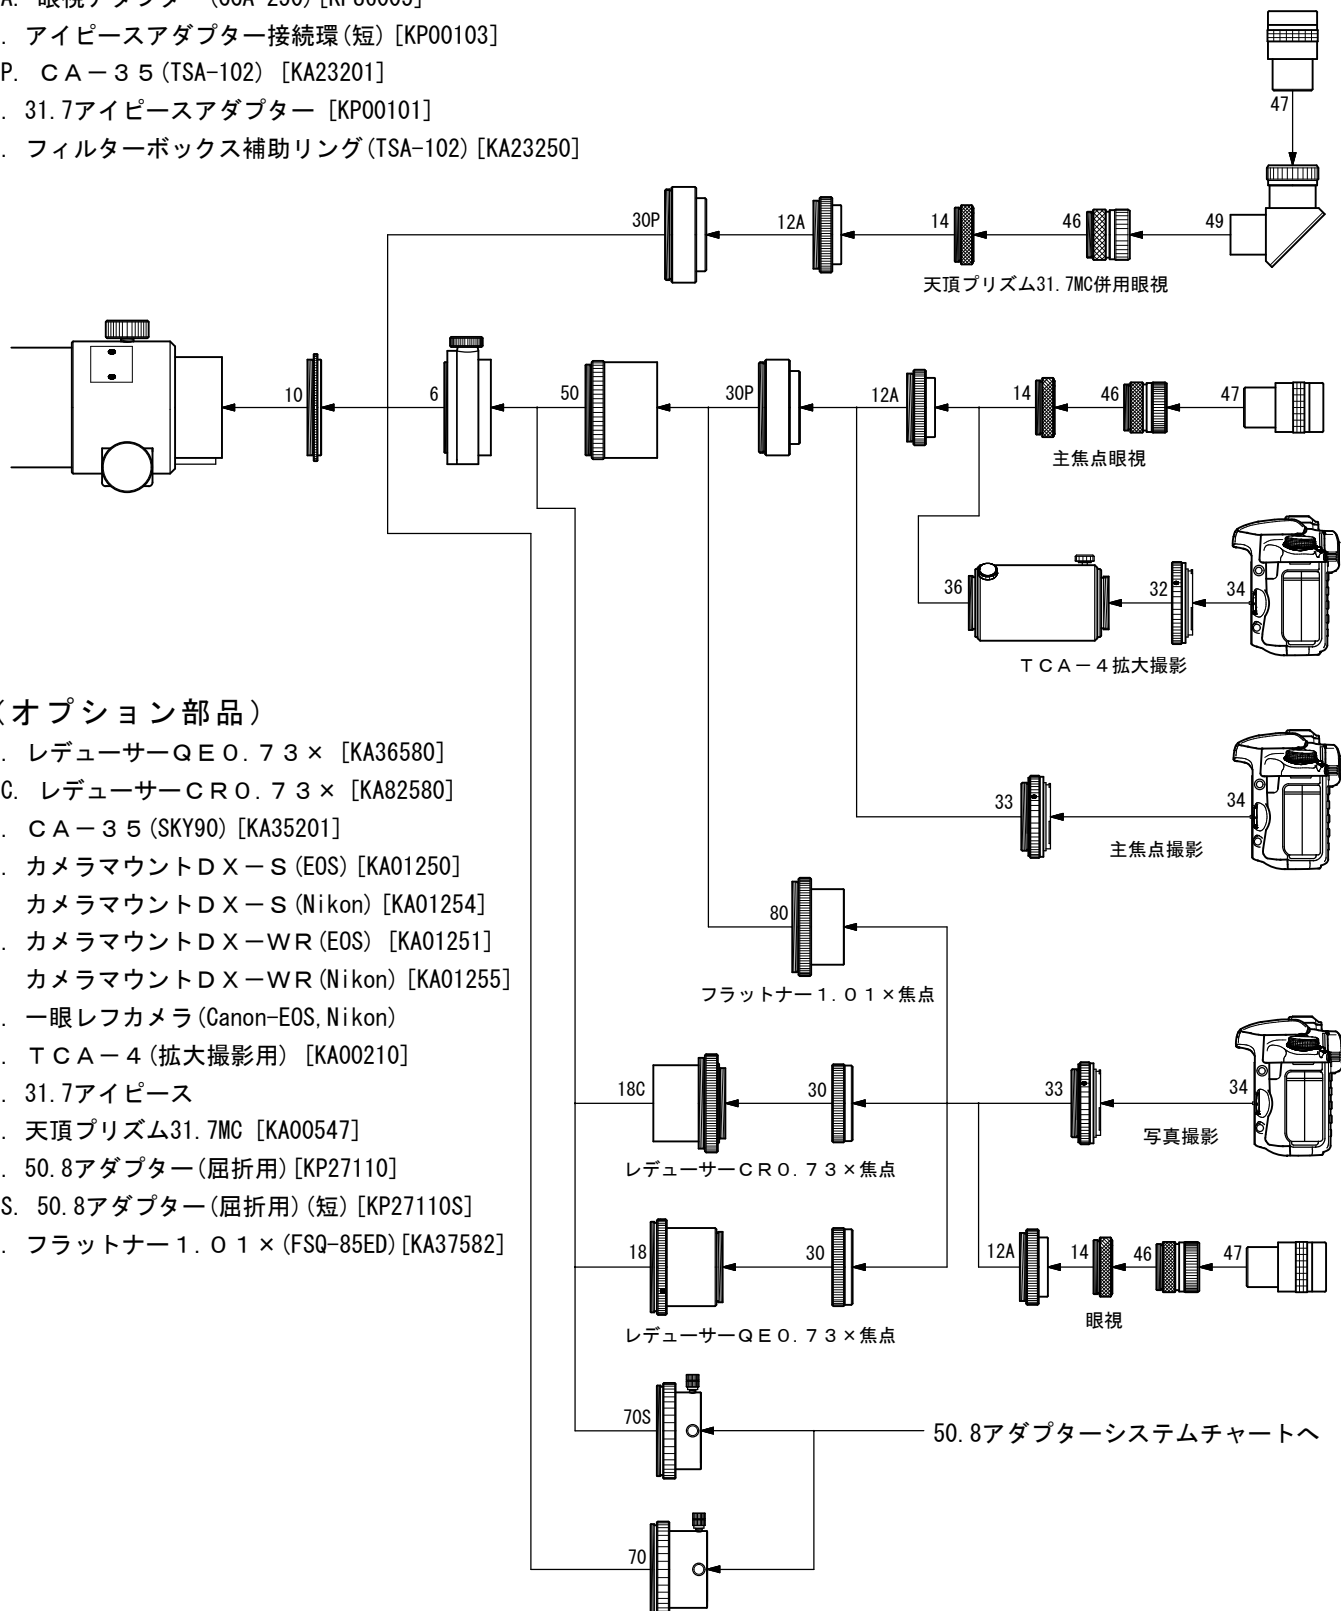 . アイピースアダプター接続環(短)[KP00103]
P. CA-35(TSA-102) [KA23201]
. 31.7アイピースアダプター [KP00101]
. フィルターボックス補助リング(TSA-102)[KA23250]
47
30P
12A
14
46
49
天頂プリズム31.7MC併用眼視
10
6
50
30P
12A
14
46
47
主焦点眼視
36
32
34
TCA-4拡大撮影
(オプション部品)
. レデューサーQE0.73× [KA36580]
C. レデューサーCR0.73× [KA82580]
. CA-35(SKY90)[KA35201]
. カメラマウントDX-S(EOS)[KA01250]
カメラマウントDX-S(Nikon)[KA01254]
. カメラマウントDX-WR(EOS) [KA01251]
カメラマウントDX-WR(Nikon)[KA01255]
. 一眼レフカメラ(Canon-EOS,Nikon)
. TCA-4(拡大撮影用) [KA00210]
. 31.7アイピース
. 天頂プリズム31.7MC [KA00547]
. 50.8アダプター(屈折用)[KP27110]
S. 50.8アダプター(屈折用)(短)[KP27110S]
. フラットナー1.01×(FSQ-85ED)[KA37582]
33
34
主焦点撮影
80
フラットナー1.01×焦点
18C
30
33
34
レデューサーCR0.73×焦点
写真撮影
18
30
12A
14
46
47
レデューサーQE0.73×焦点
眼視
70S
50.8アダプターシステムチャートへ
70